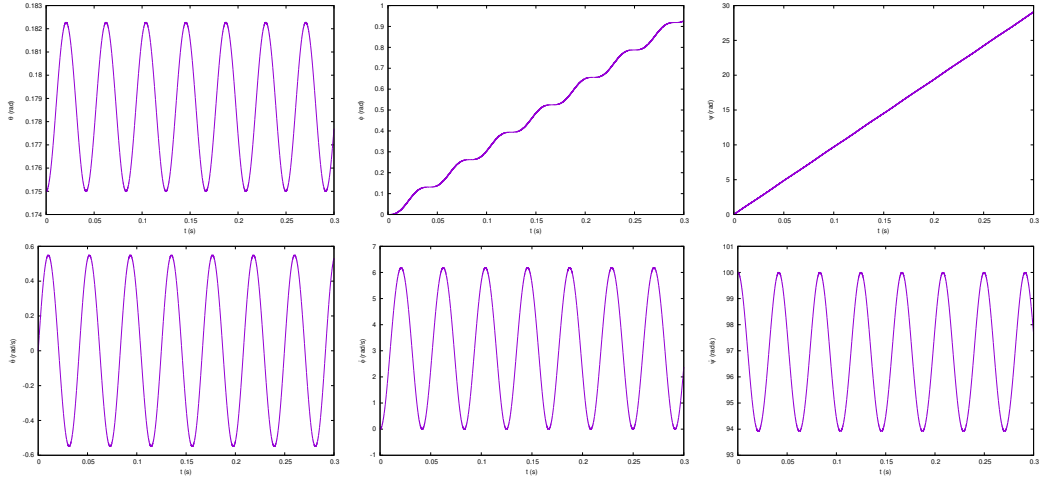 0.183
0.182
0.181
0.18
0.179
0.178
0.177
0.176
0.175
0.174
θ (rad)
0 0.05 0.1 0.15 0.2 0.25 0.3
t (s)
1
0.9
0.8
0.7
0.6
0.5
0.4
0.3
0.2
0.1
0
ϕ (rad)
0 0.05 0.1 0.15 0.2 0.25 0.3
t (s)
30
25
20
15
10
5
0
ψ (rad)
0 0.05 0.1 0.15 0.2 0.25 0.3
t (s)
0.6
0.4
0.2
0
-0.2
-0.4
-0.6
θ̇ (rad/s)
0 0.05 0.1 0.15 0.2 0.25 0.3
t (s)
7
6
5
4
3
2
1
0
-1
ϕ̇ (rad/s)
0 0.05 0.1 0.15 0.2 0.25 0.3
t (s)
101
100
99
98
97
96
95
94
93
ψ̇ (rad/s)
0 0.05 0.1 0.15 0.2 0.25 0.3
t (s)